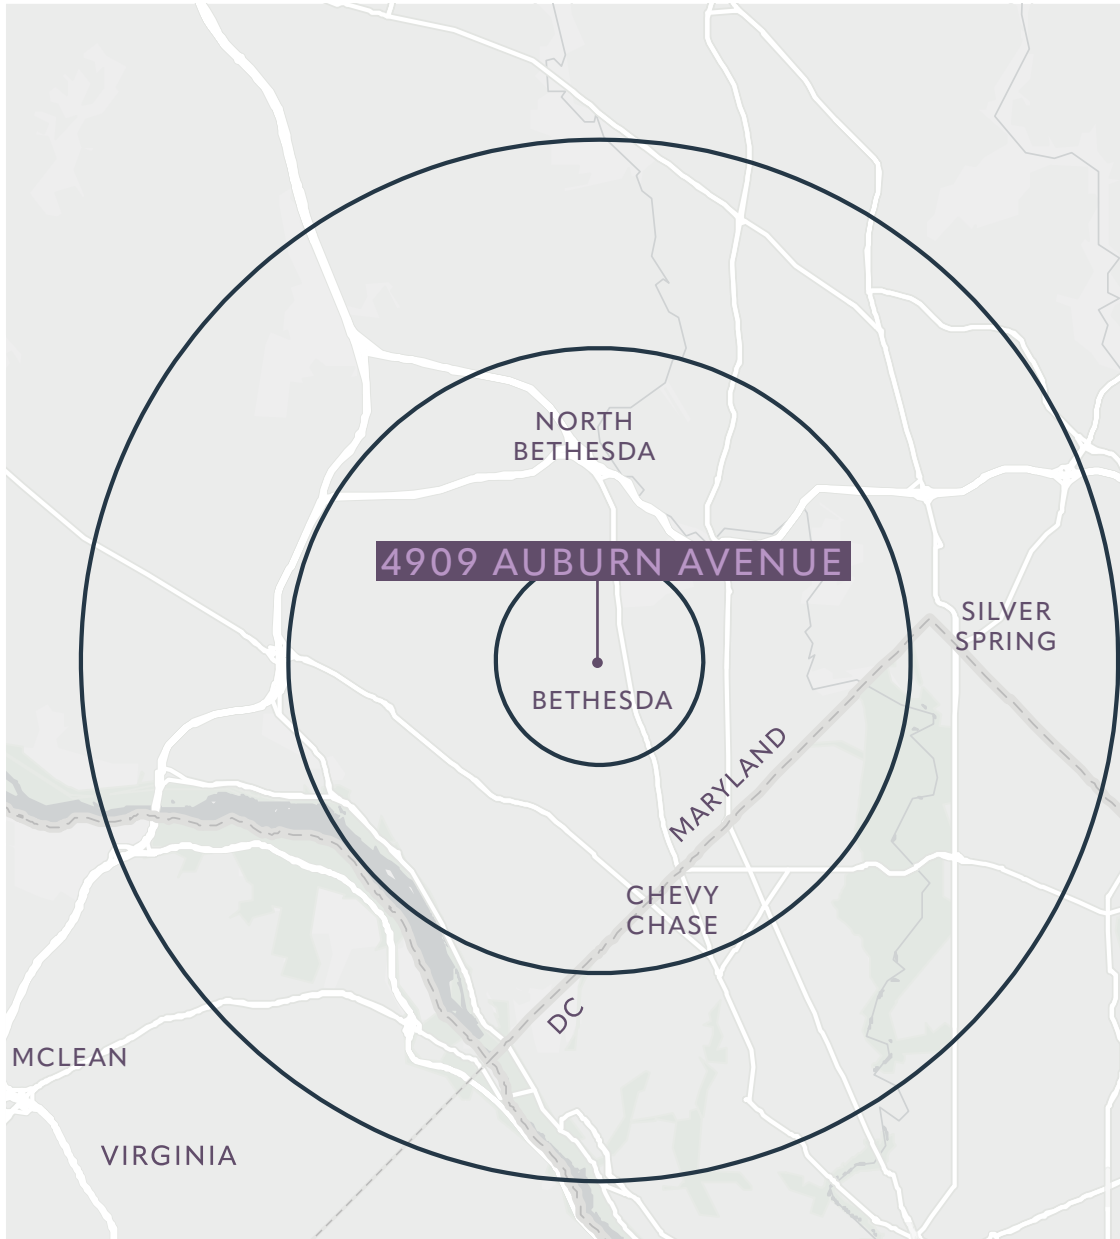 NORTH
BETHESDA
4909 AUBURN AVENUE
SILVER
SPRING
BETHESDA
MARYLAND
CHEVY
CHASE
DC
MCLEAN
VIRGINIA